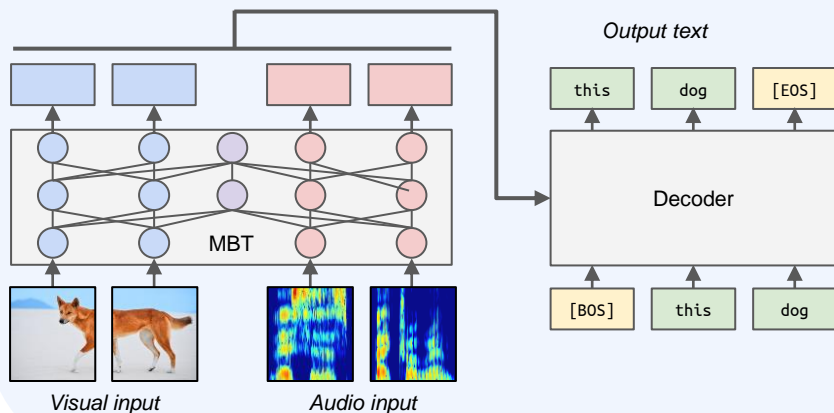 Output text
this
dog
[EOS]
MBT
Decoder
[BOS]
this
dog
Visual input
Audio input